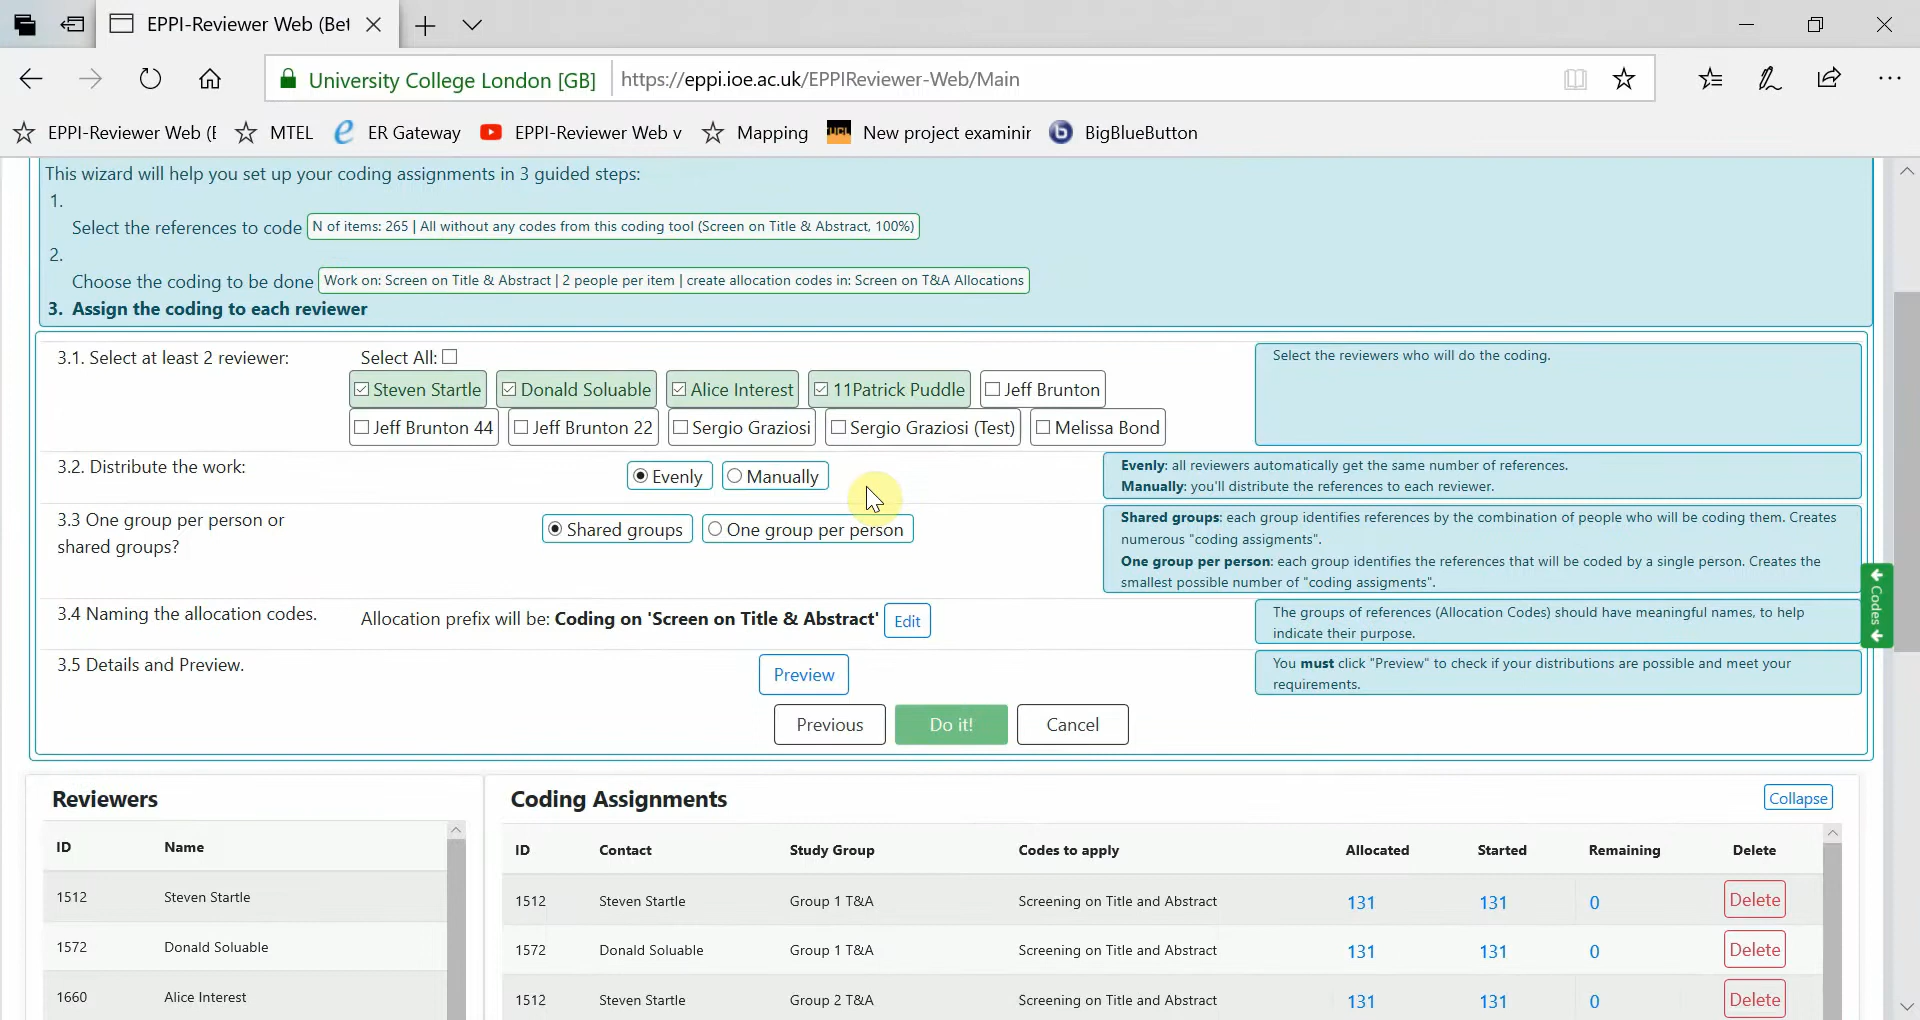 EPPI-Reviewer Web (Bet
University College London [GB]
https://eppi.ioe.ac.uk/EPPIReviewer-Web/Main
EPPI-Reviewer Web (E MTEL ER Gateway EPPI-Reviewer Web v Mapping New project examinir BigBlueButton
This wizard will help you set up your coding assignments in 3 guided steps:
1.
Select the references to code N of items: 265 | All without any codes from this coding tool (Screen on Title & Abstract, 100%)
2.
Choose the coding to be done Work on: Screen on Title & Abstract | 2 people per item | create allocation codes in: Screen on T&A Allocations
3. Assign the coding to each reviewer
3.1. Select at least 2 reviewer: Select All:
Steven Startle Donald Soluable Alice Interest 11Patrick Puddle Jeff Brunton
Jeff Brunton 44 Jeff Brunton 22 Sergio Graziosi Sergio Graziosi (Test) Melissa Bond
Select the reviewers who will do the coding.
3.2. Distribute the work: Evenly Manually
Evenly: all reviewers automatically get the same number of references.
Manually: you'll distribute the references to each reviewer.
3.3 One group per person or
shared groups?
Shared groups One group per person
Shared groups: each group identifies references by the combination of people who will be coding them. Creates
numerous "coding assigments".
One group per person: each group identifies the references that will be coded by a single person. Creates the
smallest possible number of "coding assigments".
Codes
3.4 Naming the allocation codes. Allocation prefix will be: Coding on 'Screen on Title & Abstract' Edit
The groups of references (Allocation Codes) should have meaningful names, to help
indicate their purpose.
3.5 Details and Preview. Preview
You must click "Preview" to check if your distributions are possible and meet your
requirements.
Previous Do it! Cancel
Reviewers
ID Name
1512 Steven Startle
1572 Donald Soluable
1660 Alice Interest
Coding Assignments Collapse
ID Contact Study Group Codes to apply Allocated Started Remaining Delete
1512 Steven Startle Group 1 T&A Screening on Title and Abstract 131 131 0 Delete
1572 Donald Soluable Group 1 T&A Screening on Title and Abstract 131 131 0 Delete
1512 Steven Startle Group 2 T&A Screening on Title and Abstract 131 131 0 Delete